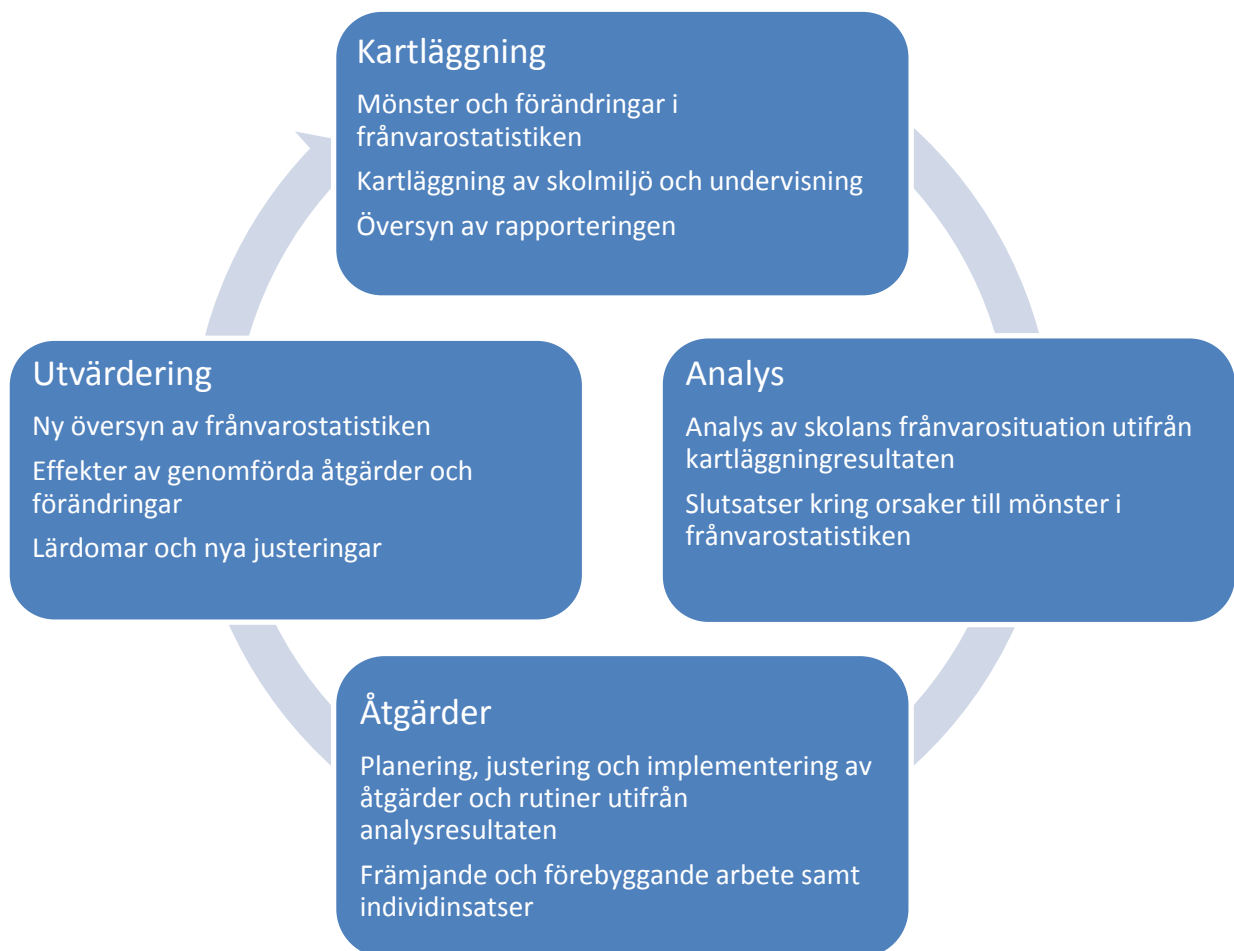 Kartläggning
Mönster och förändringar i
frånvarostatistiken
Kartläggning av skolmiljö och undervisning
Översyn av rapporteringen
Analys
Analys av skolans frånvarosituation utifrån
kartläggningresultaten
Slutsatser kring orsaker till mönster i
frånvarostatistiken
Åtgärder
Planering, justering och implementering av
åtgärder och rutiner utifrån
analysresultaten
Främjande och förebyggande arbete samt
individinsatser
Utvärdering
Ny översyn av frånvarostatistiken
Effekter av genomförda åtgärder och
förändringar
Lärdomar och nya justeringar